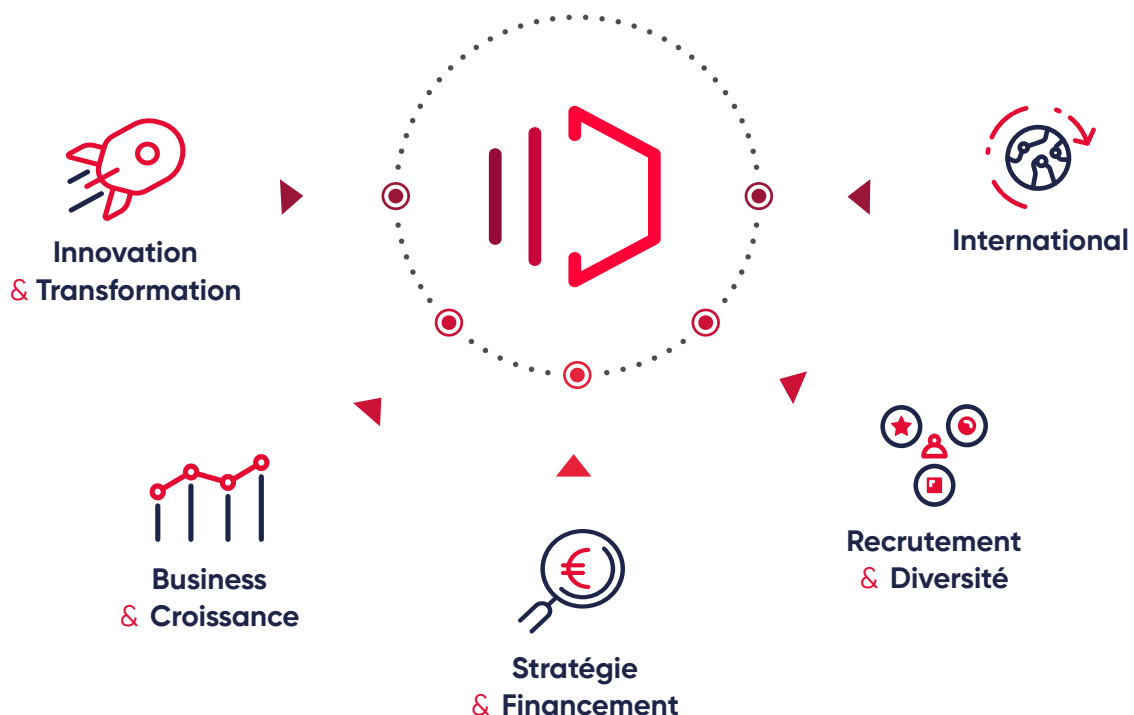 Innovation
& Transformation
International
Business
& Croissance
Stratégie
& Financement
Recrutement
& Diversité